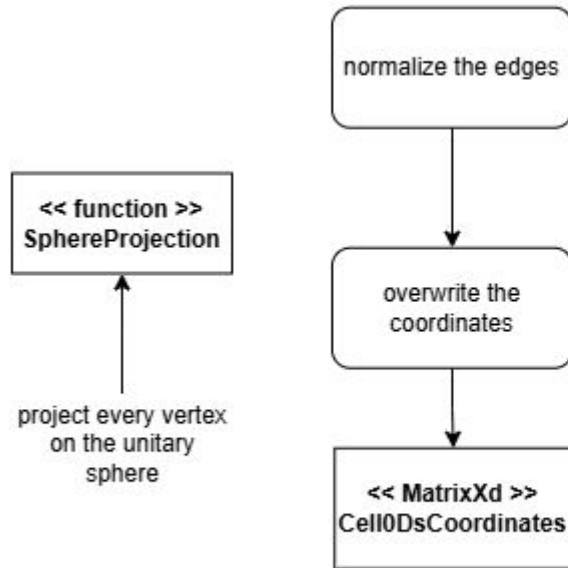 normalize the edges
<< function >>
SphereProjection
overwrite the
coordinates
project every vertex
on the unitary
sphere
<< MatrixXd >>
Cell0DsCoordinates